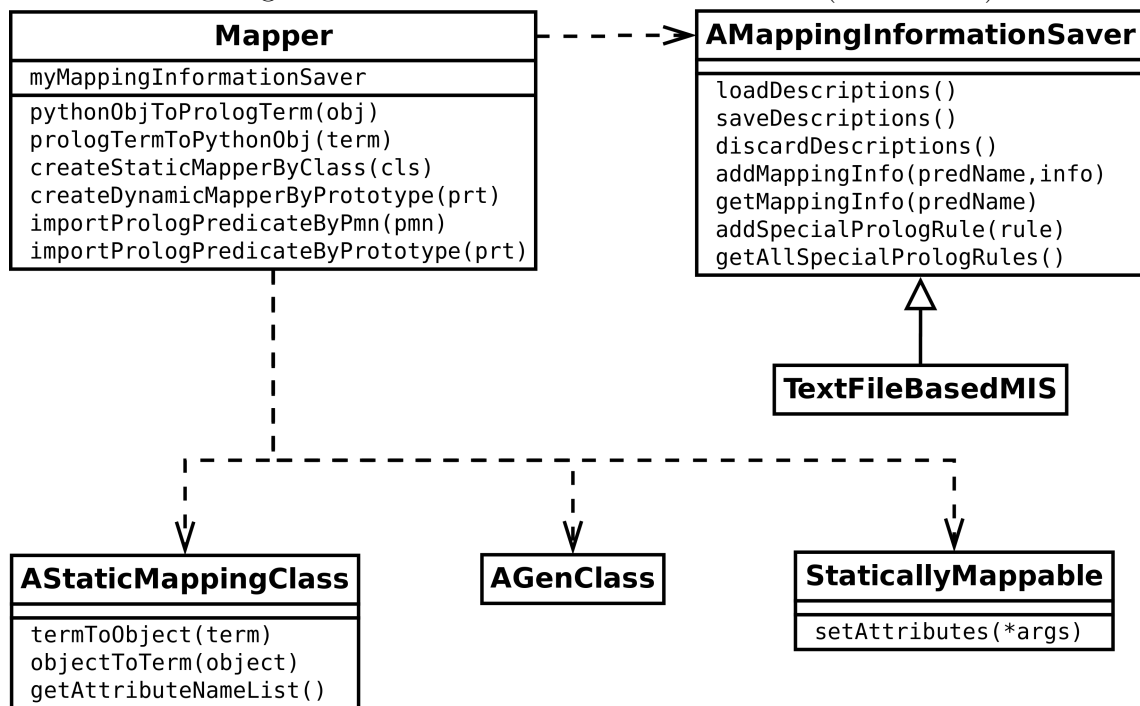 Mapper
myMappingInformationSaver
pythonObjToPrologTerm(obj)
prologTermToPythonObj(term)
createStaticMapperByClass(cls)
createDynamicMapperByPrototype(prt)
importPrologPredicateByPmn(pmn)
importPrologPredicateByPrototype(prt)
AMappingInformationSaver
loadDescriptions()
saveDescriptions()
discardDescriptions()
addMappingInfo(predName,info)
getMappingInfo(predName)
addSpecialPrologRule(rule)
getAllSpecialPrologRules()
TextFileBasedMIS
AStaticMappingClass
termToObject(term)
objectToTerm(object)
getAttributeNameList()
AGenClass
StaticallyMappable
setAttributes(*args)